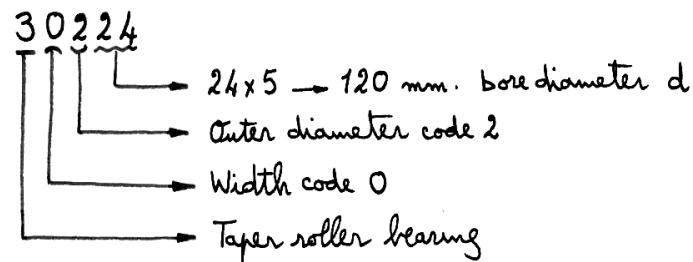 30224
24x5 → 120 mm. bore diameter d
Outer diameter code 2
Width code 0
Taper roller bearing